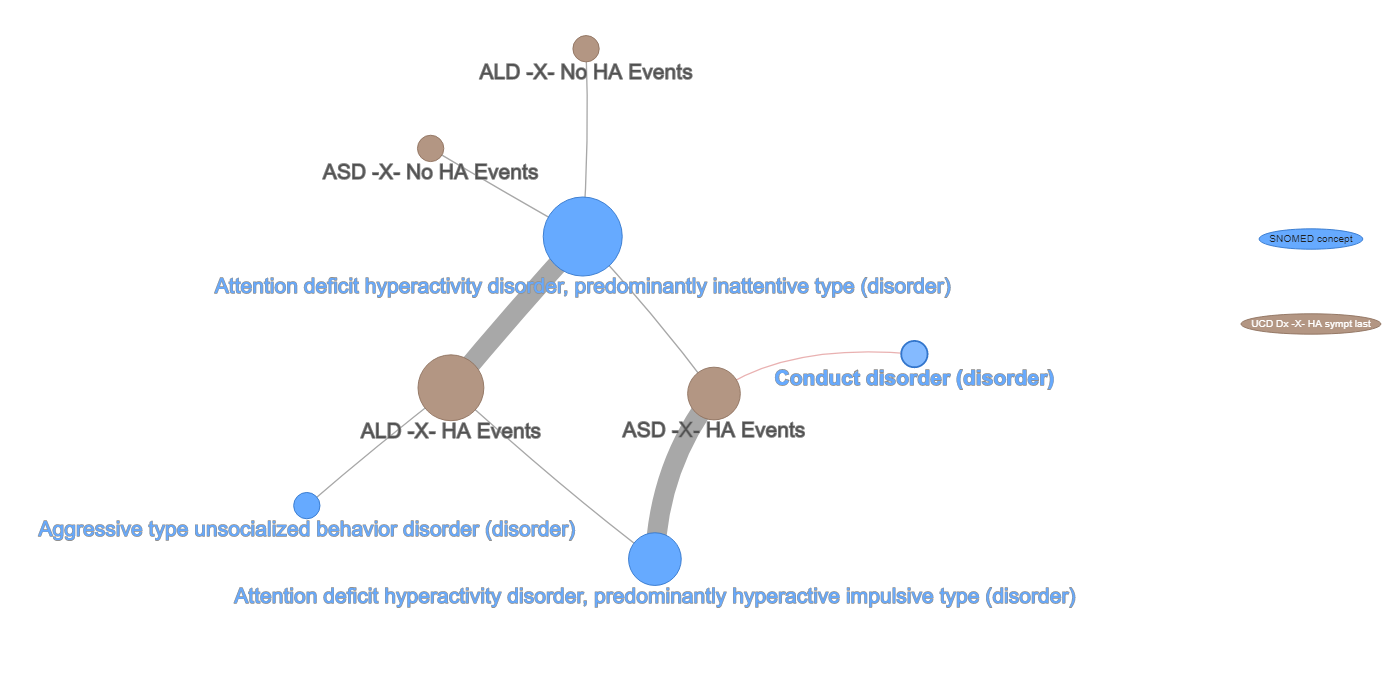 ALD -X- No HA Events
ASD -X- No HA Events
SNOMED concept
Attention deficit hyperactivity disorder, predominantly inattentive type (disorder)
UCD Dx -X- HA sympt last
Conduct disorder (disorder)
ALD -X- HA Events
ASD -X- HA Events
Aggressive type unsocialized behavior disorder (disorder)
Attention deficit hyperactivity disorder, predominantly hyperactive impulsive type (disorder)